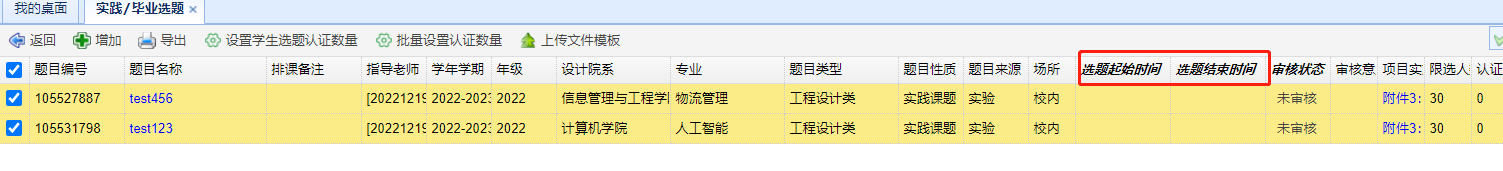 我的桌面 实践/毕业选题 ×
返回 增加 导出 设置学生选题认证数量 批量设置认证数量 上传文件模板
题目编号 题目名称 排课备注 指导老师 学年学期 年级 设计院系 专业 题目类型 题目性质 题目来源 场所 选题起始时间 选题结束时间 审核状态 审核意 项目实 限选人 认证
105527887 test456 [20221219 2022-2023 2022 信息管理与工程学 物流管理 工程设计类 实践课题 实验 校内 未审核 附件3: 30 0
105531798 test123 [20221219 2022-2023 2022 计算机学院 人工智能 工程设计类 实践课题 实验 校内 未审核 附件3: 30 0